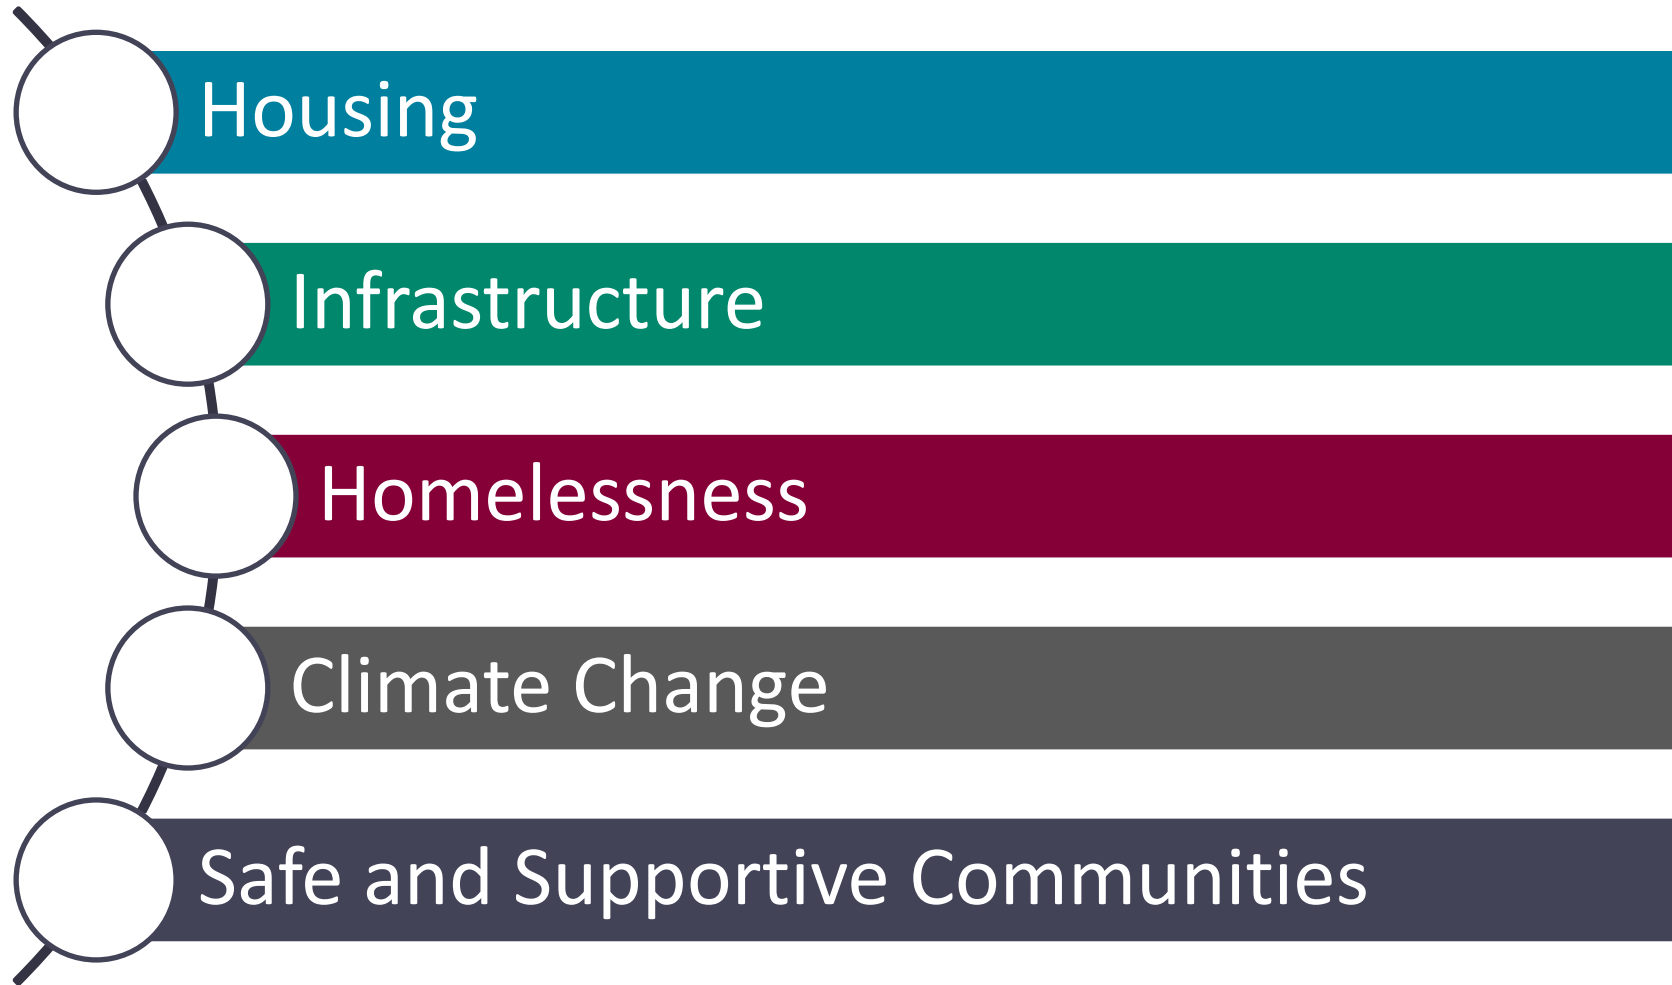 Housing
Infrastructure
Homelessness
Climate Change
Safe and Supportive Communities